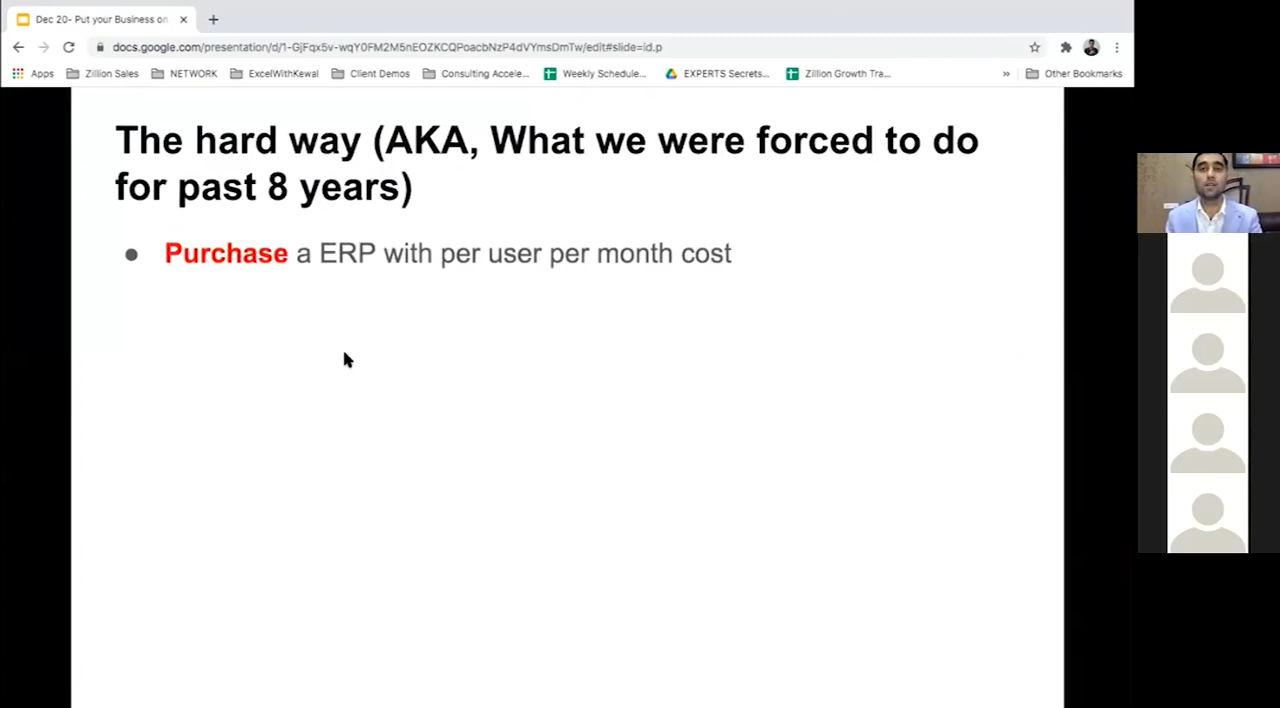 Dec 20- Put your Business on
docs.google.com/presentation/d/1-GjFqx5v-wqY0FM2M5nEOZKCQPoacbNzP4dVYmsDmTw/edit#slide=id.p
Apps Zillion Sales NETWORK ExcelWithKewal Client Demos Consulting Accele... Weekly Schedule... EXPERTS Secrets... Zillion Growth Tra... Other Bookmarks
The hard way (AKA, What we were forced to do
for past 8 years)
● Purchase a ERP with per user per month cost